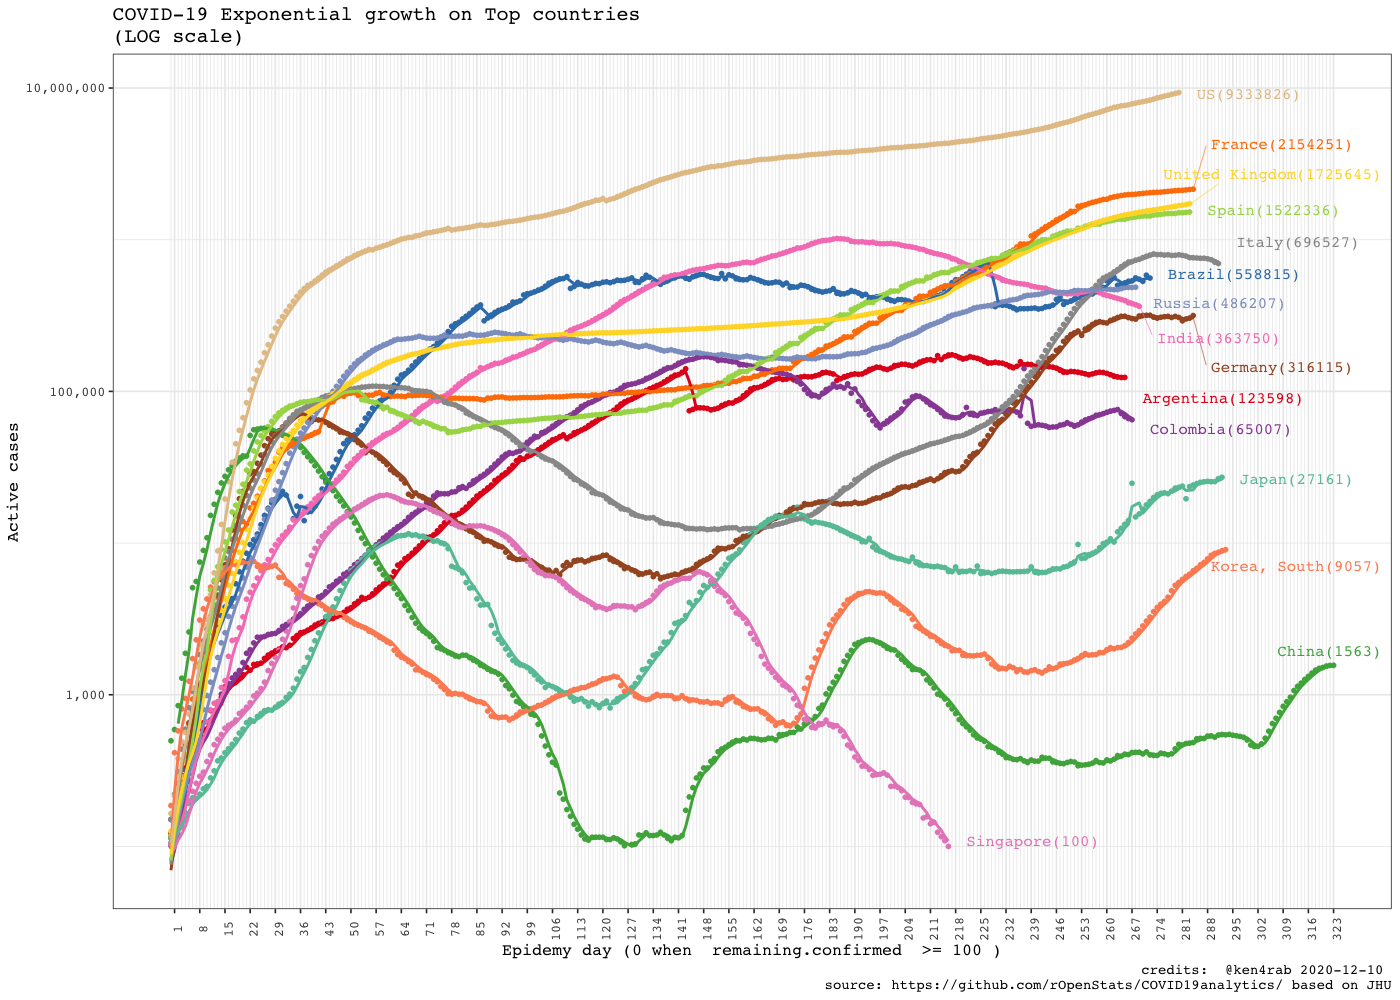 COVID-19 Exponential growth on Top countries
(LOG scale)
10,000,000
100,000
1,000
Active cases
US(9333826)
France(2154251)
United Kingdom(1725645)
Spain(1522336)
Italy(696527)
Brazil(558815)
Russia(486207)
India(363750)
Germany(316115)
Argentina(123598)
Colombia(65007)
Japan(27161)
Korea, South(9057)
China(1563)
Singapore(100)
1 8 15 22 29 36 43 50 57 64 71 78 85 92 99 106 113 120 127 134 141 148 155 162 169 176 183 190 197 204 211 218 225 232 239 246 253 260 267 274 281 288 295 302 309 316 323
Epidemy day (0 when remaining.confirmed >= 100 )
credits: @ken4rab 2020-12-10
source: https://github.com/rOpenStats/COVID19analytics/ based on JHU